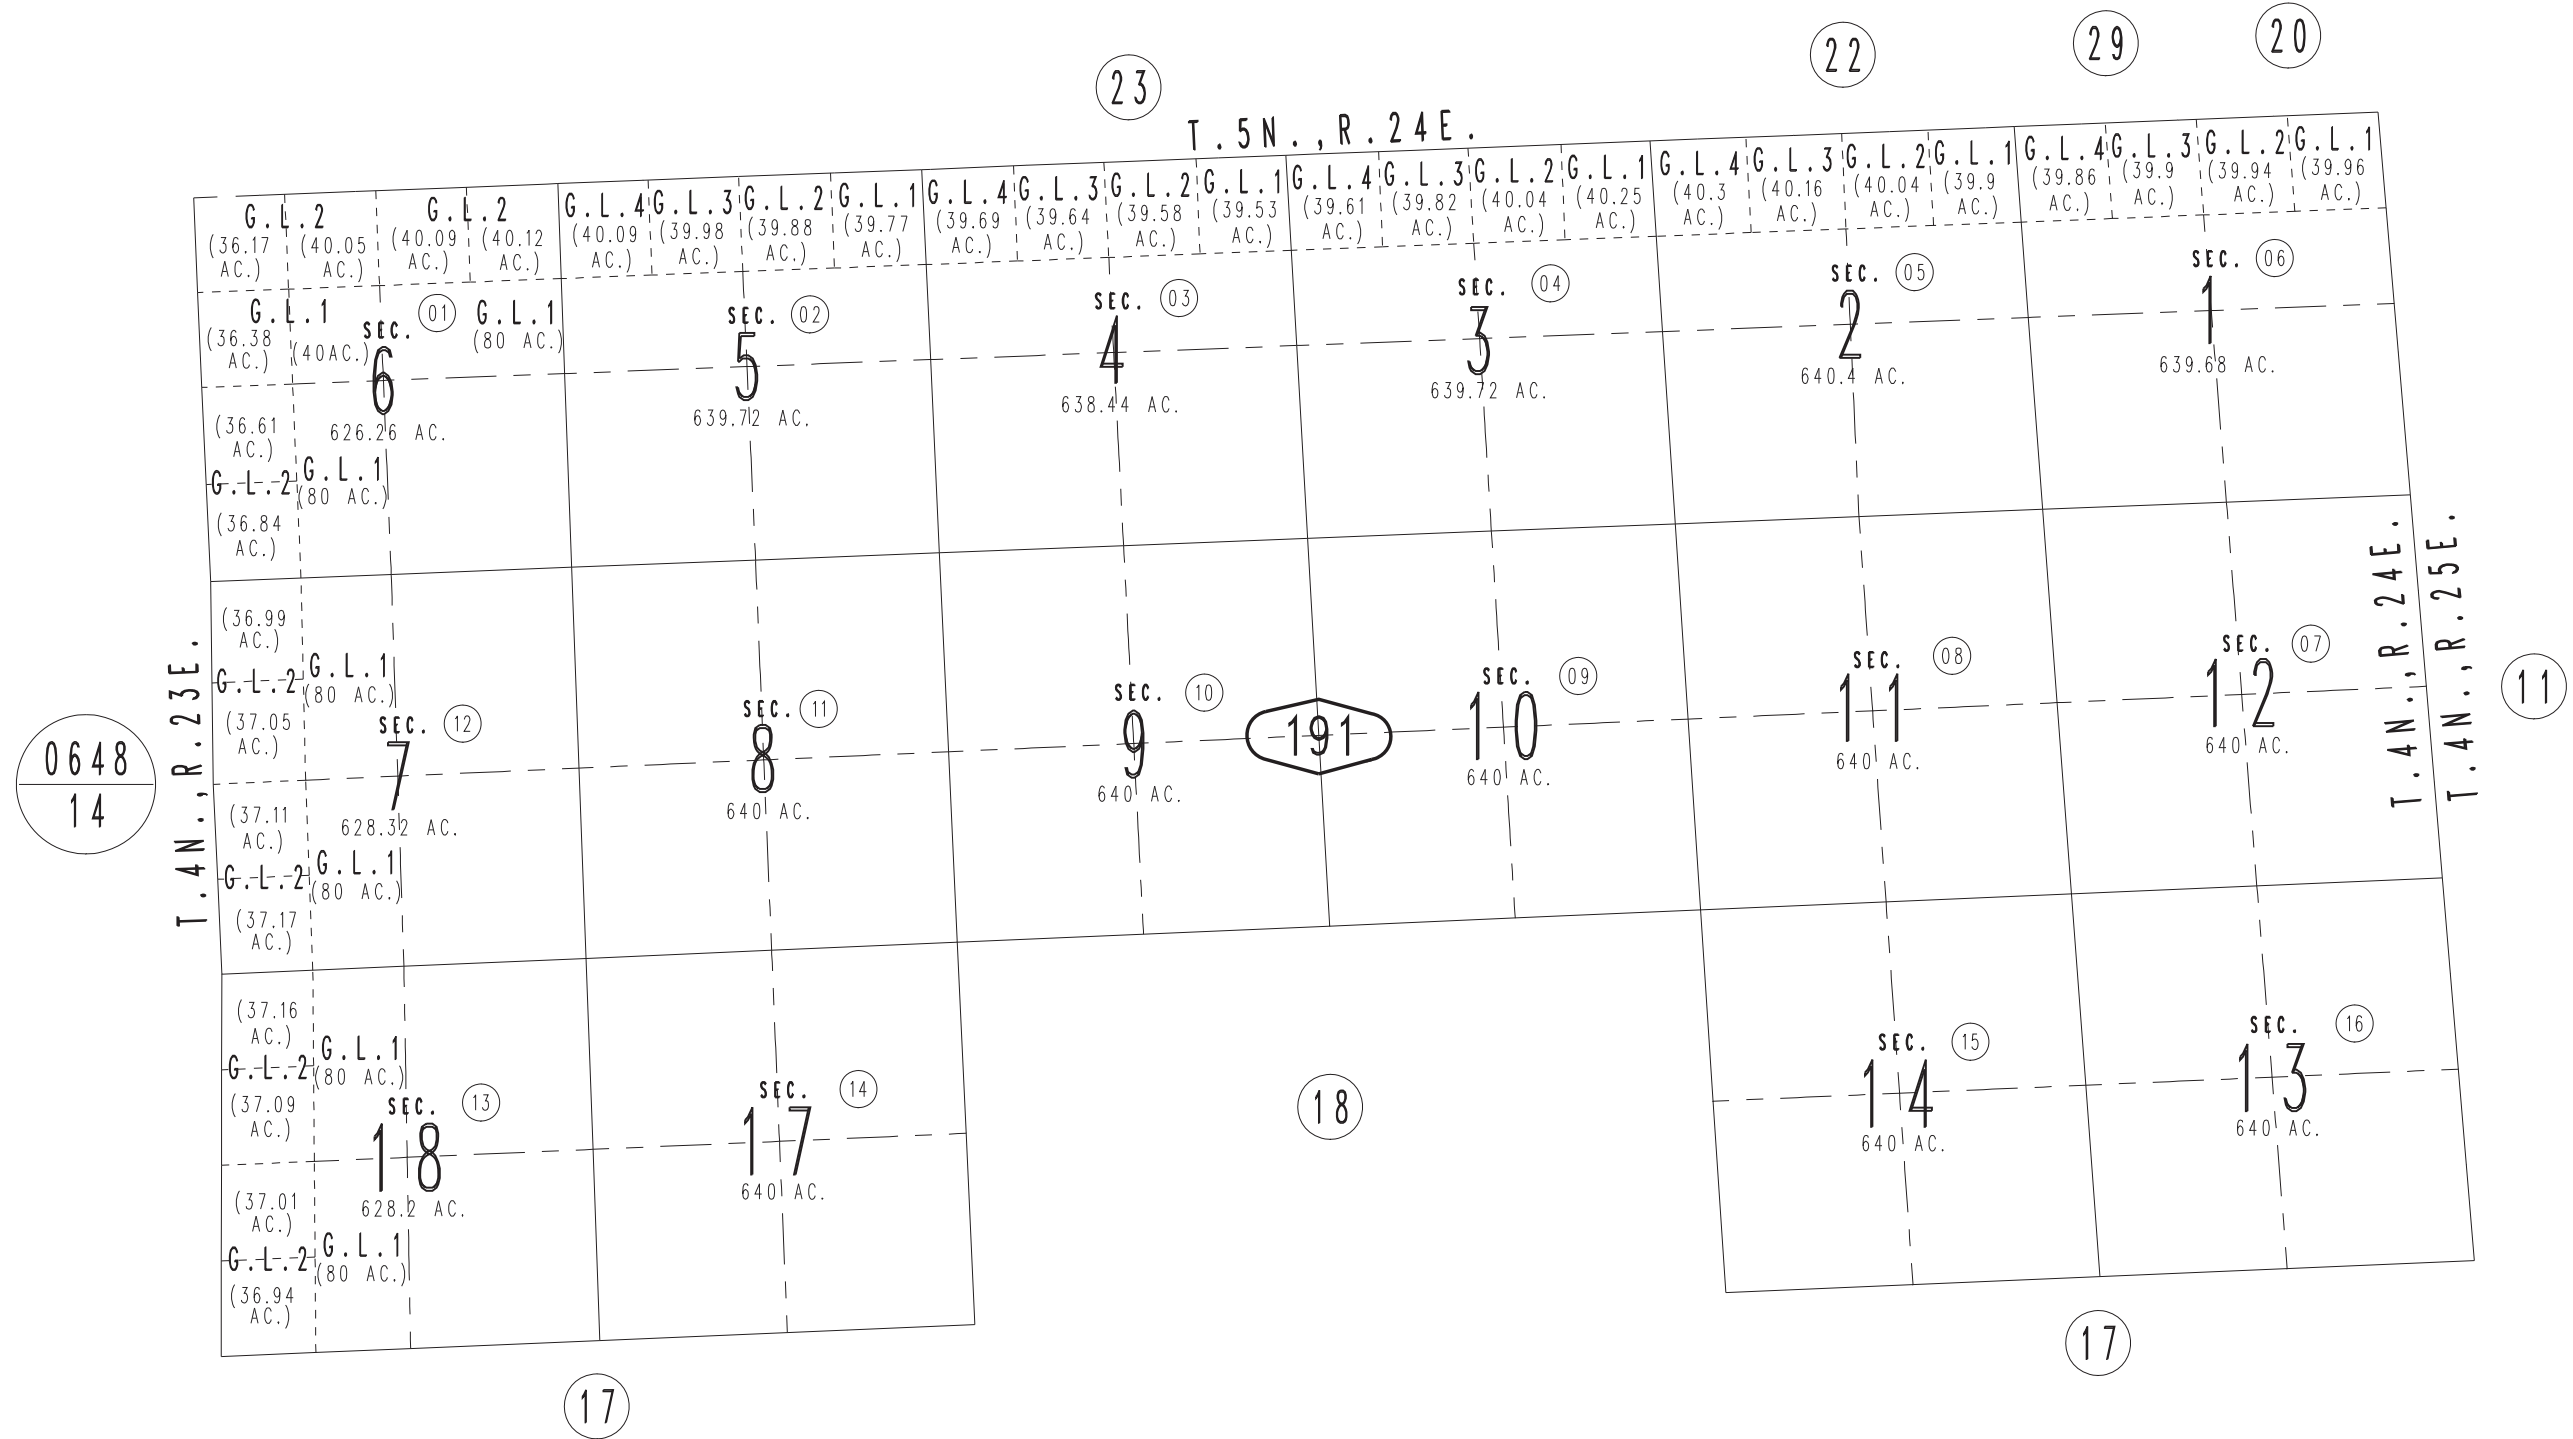 20
29
22
23
T.5N.,R.24E.
G.L.2
(36.17
AC.)
(40.05
AC.)
G.L.2
(40.09
AC.)
(40.12
AC.)
G.L.4
(40.09
AC.)
G.L.3
(39.98
AC.)
G.L.2
(39.88
AC.)
G.L.1
(39.77
AC.)
G.L.4
(39.69
AC.)
G.L.3
(39.64
AC.)
G.L.2
(39.58
AC.)
G.L.1
(39.53
AC.)
G.L.4
(39.61
AC.)
G.L.3
(39.82
AC.)
G.L.2
(40.04
AC.)
G.L.1
(40.25
AC.)
G.L.4
(40.3
AC.)
G.L.3
(40.16
AC.)
G.L.2
(40.04
AC.)
G.L.1
(39.9
AC.)
G.L.4
(39.86
AC.)
G.L.3
(39.9
AC.)
G.L.2
(39.94
AC.)
G.L.1
(39.96
AC.)
G.L.1
(36.38
AC.)
(40AC.)
SEC. 01
6
626.26 AC.
G.L.1
(80 AC.)
(36.61
AC.)
G.L.2
(36.84
AC.)
G.L.1
(80 AC.)
SEC. 02
5
639.72 AC.
SEC. 03
4
638.44 AC.
SEC. 04
3
639.72 AC.
SEC. 05
2
640.4 AC.
SEC. 06
1
639.68 AC.
T.4N.,R.23E.
0648
14
(36.99
AC.)
G.L.2
(37.05
AC.)
G.L.1
(80 AC.)
SEC. 12
7
628.32 AC.
(37.11
AC.)
G.L.2
(37.17
AC.)
G.L.1
(80 AC.)
SEC. 11
8
640 AC.
SEC. 10
9
640 AC.
191
SEC. 09
10
640 AC.
SEC. 08
11
640 AC.
SEC. 07
12
640 AC.
T.4N.,R.24E.
T.4N.,R.25E.
11
(37.16
AC.)
G.L.2
(37.09
AC.)
G.L.1
(80 AC.)
SEC. 13
18
628.2 AC.
(37.01
AC.)
G.L.2
(36.94
AC.)
G.L.1
(80 AC.)
SEC. 14
17
640 AC.
18
SEC. 15
14
640 AC.
SEC. 16
13
640 AC.
17
17